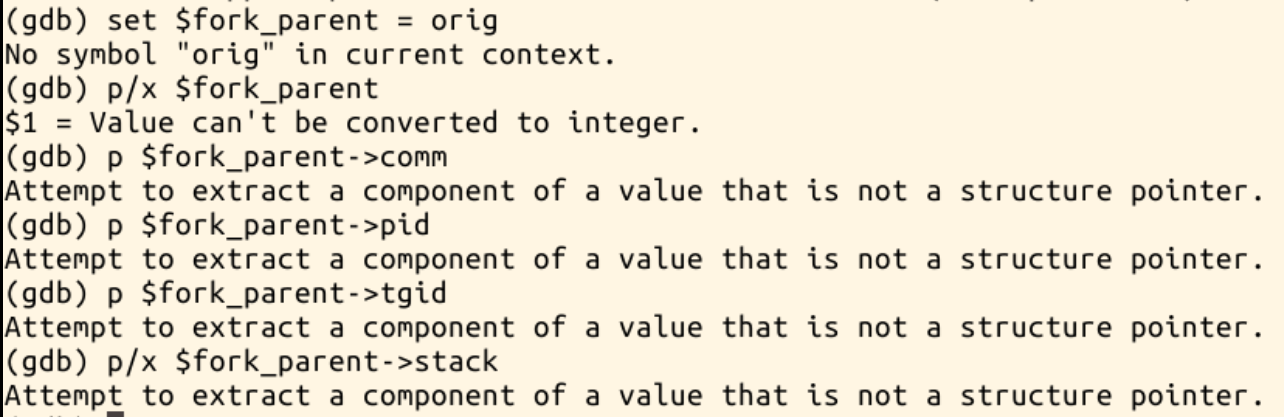 (gdb) set $fork_parent = orig
No symbol "orig" in current context.
(gdb) p/x $fork_parent
$1 = Value can't be converted to integer.
(gdb) p $fork_parent->comm
Attempt to extract a component of a value that is not a structure pointer.
(gdb) p $fork_parent->pid
Attempt to extract a component of a value that is not a structure pointer.
(gdb) p $fork_parent->tgid
Attempt to extract a component of a value that is not a structure pointer.
(gdb) p/x $fork_parent->stack
Attempt to extract a component of a value that is not a structure pointer.